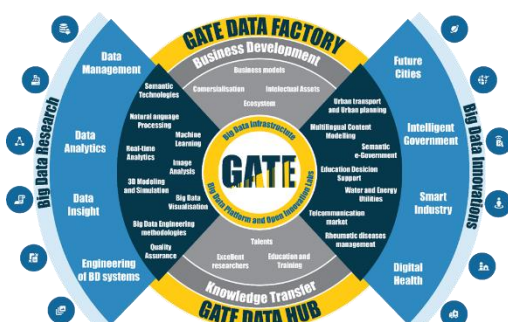 GATE DATA FACTORY
Business Development
Business models
Comersialisation
Intelectual Assets
Ecosystem
Big Data Research
Data
Management
Data
Analytics
Data
Insight
Engineering
of BD systems
Semantic
Technologies
Natural anguage
Processing
Machine
Learning
Real-time
Analytics
Image
Analysis
3D Modeling
and Simulation
Big Data
Visualisation
Big Data Engineering
methodologies
Quality
Assurance
Big Data Infrastructure
GATE
Big Data Platform and Open Innovating Labs
Urban transport
and Urban planning
Multilingual Content
Modelling
Semantic
e-Government
Education Desicion
Support
Water and Energy
Utilities
Telcommunication
market
Rheumatic diseases
management
Future
Cities
Intelligent
Government
Smart
Industry
Digital
Health
Big Data Innovations
Talents
Excellent
researchers
Education and
Training
Knowledge Transfer
GATE DATA HUB